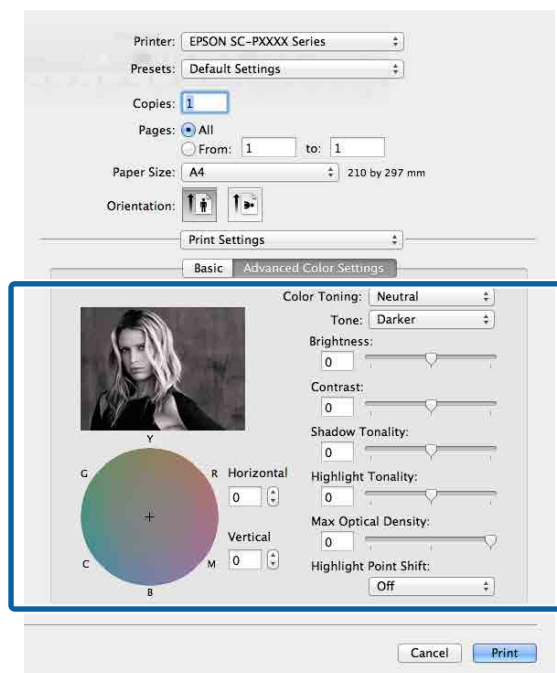 Printer: EPSON SC-PXXXX Series
Presets: Default Settings
Copies: 1
Pages: All
From: 1 to: 1
Paper Size: A4 210 by 297 mm
Orientation:
Print Settings
Basic Advanced Color Settings
Color Toning: Neutral
Tone: Darker
Brightness:
0
Contrast:
0
Shadow Tonality:
0
Highlight Tonality:
0
Max Optical Density:
0
Highlight Point Shift:
Off
Y
G R
C M
B
Horizontal
0
Vertical
0
Cancel Print